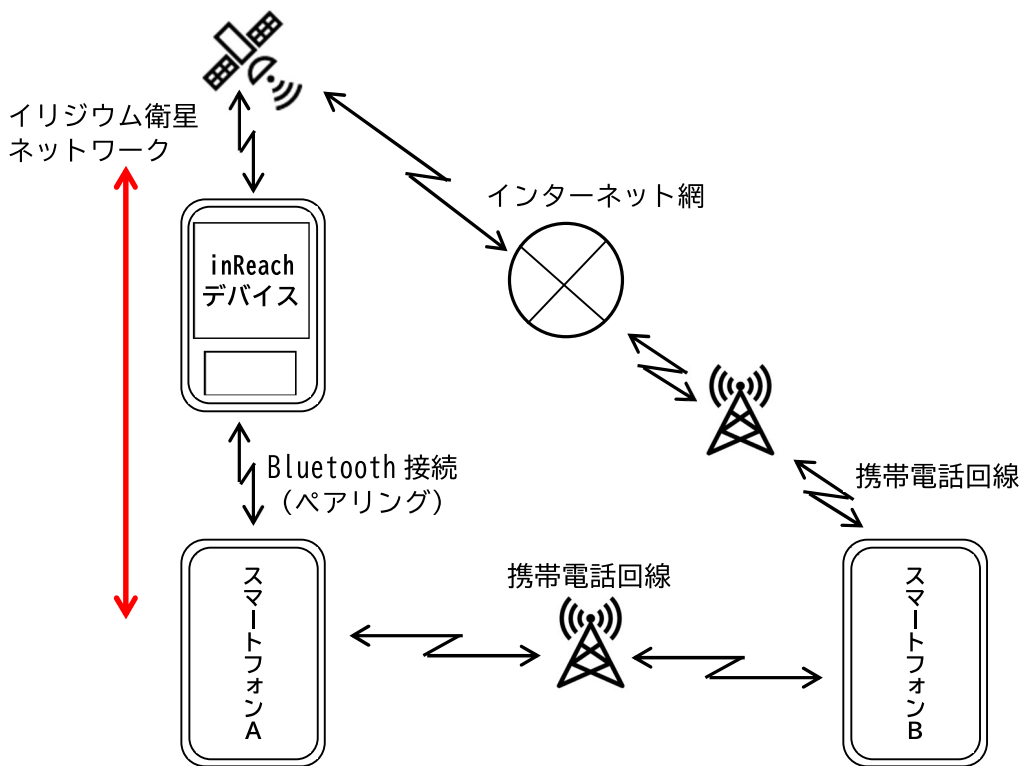 イリジウム衛星
ネットワーク
インターネット網
inReach
デバイス
Bluetooth 接続
（ペアリング）
携帯電話回線
携帯電話回線
スマートフォンA
スマートフォンB